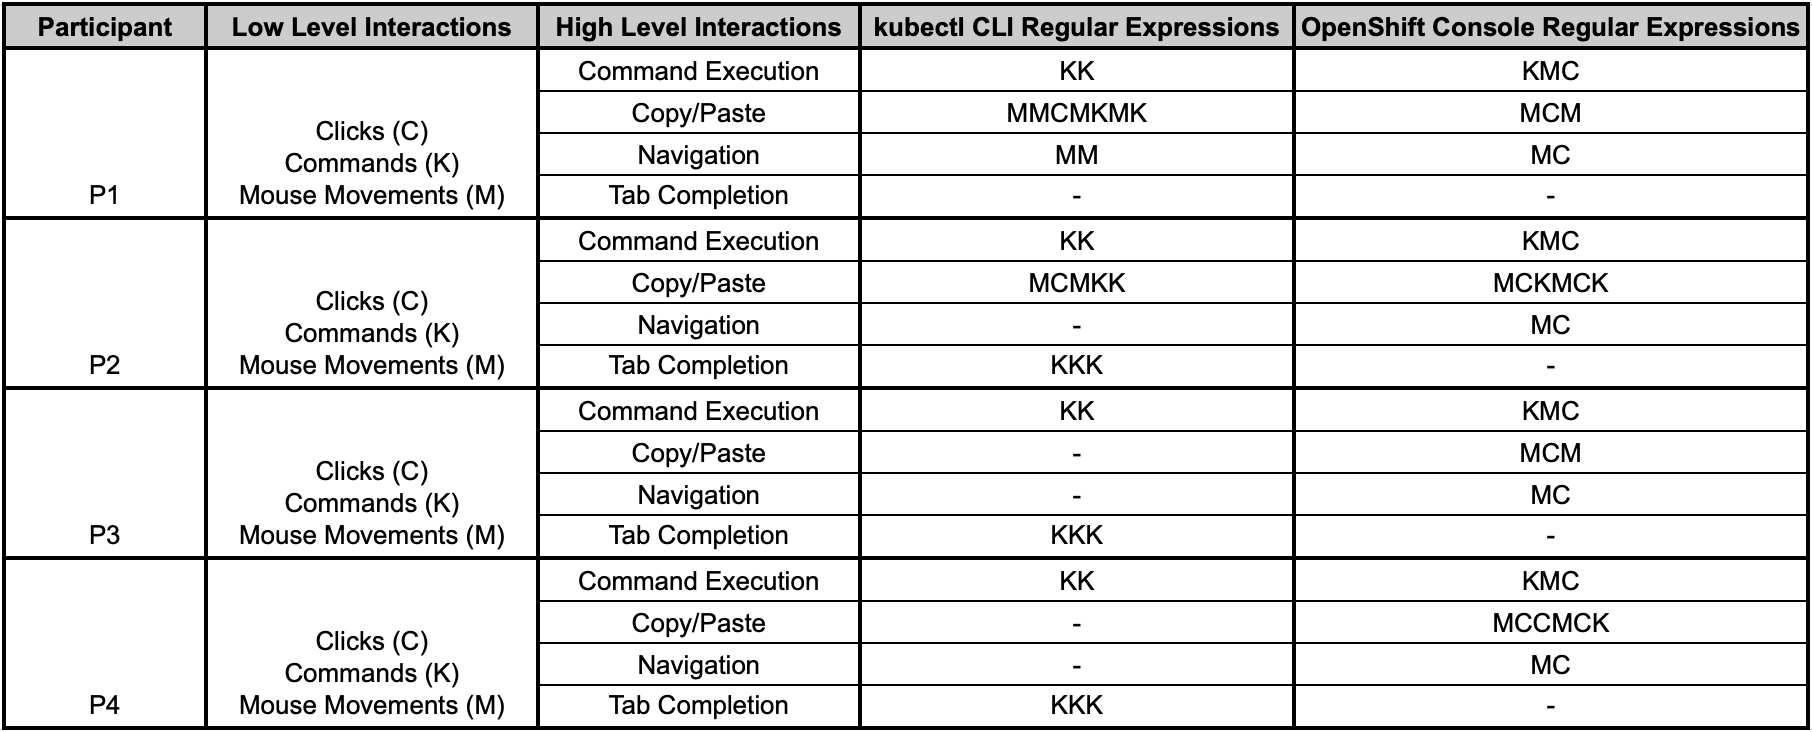 Participant Low Level Interactions High Level Interactions kubectl CLI Regular Expressions OpenShift Console Regular Expressions
Command Execution KK KMC
Copy/Paste MMCMKMK MCM
Clicks (C)
Commands (K)
Navigation MM MC
P1 Mouse Movements (M) Tab Completion - -
Command Execution KK KMC
Copy/Paste MCMKK MCKMCK
Clicks (C)
Commands (K)
Navigation - MC
P2 Mouse Movements (M) Tab Completion KKK -
Command Execution KK KMC
Copy/Paste - MCM
Clicks (C)
Commands (K)
Navigation - MC
P3 Mouse Movements (M) Tab Completion KKK -
Command Execution KK KMC
Copy/Paste - MCCMCK
Clicks (C)
Commands (K)
Navigation - MC
P4 Mouse Movements (M) Tab Completion KKK -